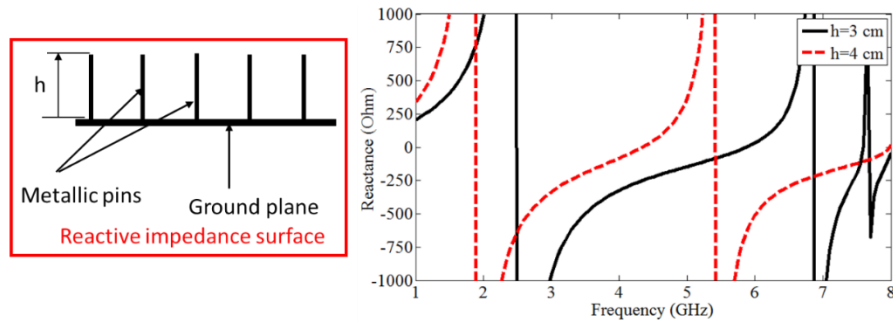 h
Metallic pins
Ground plane
Reactive impedance surface
1000
750
500
250
0
-250
-500
-750
-1000
Reactance (Ohm)
h=3 cm
h=4 cm
1 2 3 4 5 6 7 8
Frequency (GHz)